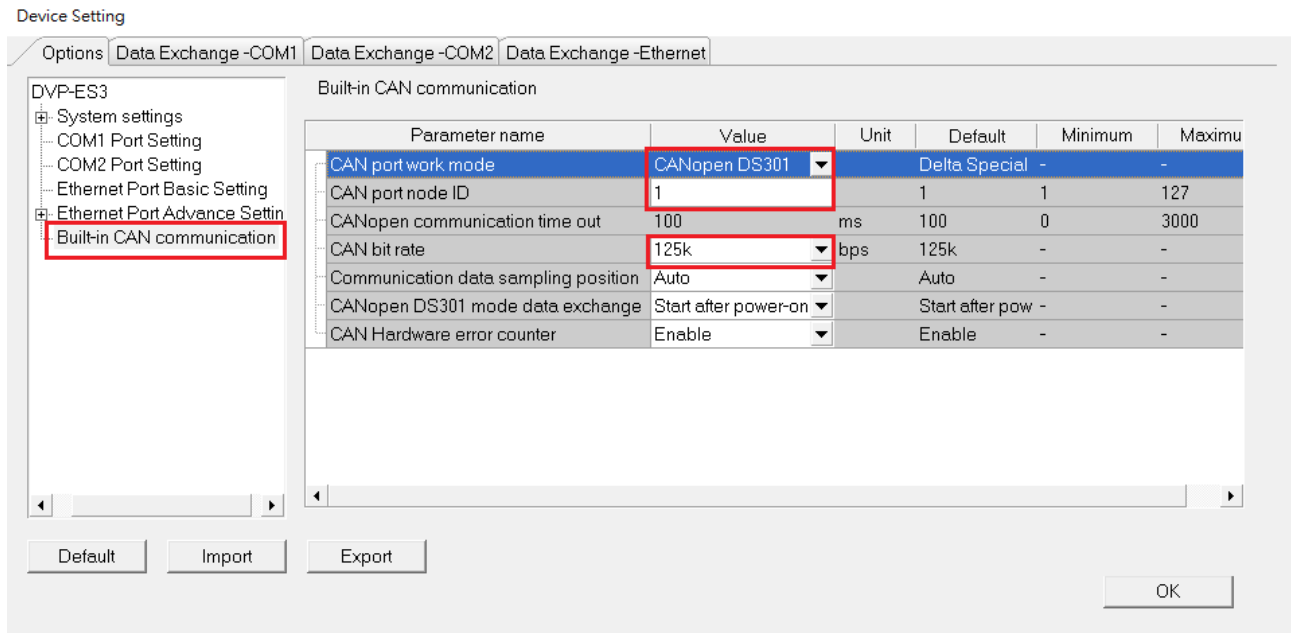 Device Setting
Options Data Exchange -COM1 Data Exchange -COM2 Data Exchange -Ethernet
DVP-ES3
System settings
COM1 Port Setting
COM2 Port Setting
Ethernet Port Basic Setting
Ethernet Port Advance Settin
Built-in CAN communication
Built-in CAN communication
Parameter name Value Unit Default Minimum Maximu
CAN port work mode CANopen DS301 Delta Special - -
CAN port node ID 1 1 1 127
CANopen communication time out 100 ms 100 0 3000
CAN bit rate 125k bps 125k - -
Communication data sampling position Auto Auto - -
CANopen DS301 mode data exchange Start after power-on Start after pow - -
CAN Hardware error counter Enable Enable - -
Default Import Export
OK